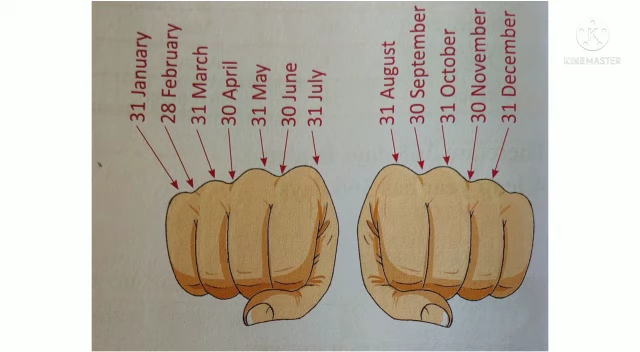 31 January
28 February
31 March
30 April
31 May
30 June
31 July
31 August
30 September
31 October
30 November
31 December
KINEMASTER